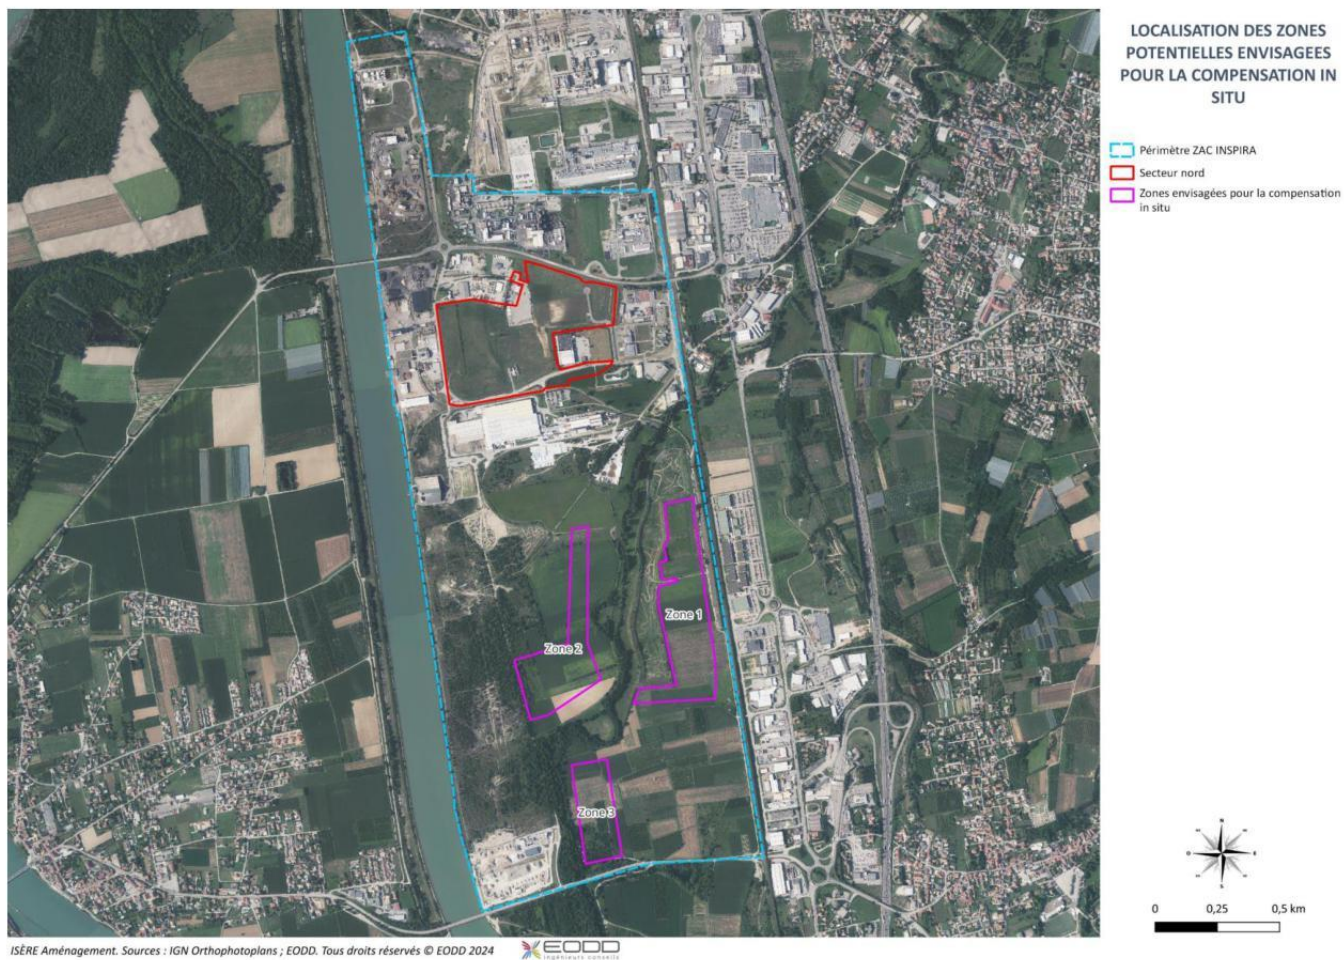 LOCALISATION DES ZONES
POTENTIELLES ENVISAGEES
POUR LA COMPENSATION IN
SITU
Périmètre ZAC INSPIRA
Secteur nord
Zones envisagées pour la compensation
in situ
Zone 1
Zone 2
Zone 3
N
O
E
S
0 0,25 0,5 km
ISÈRE Aménagement. Sources : IGN Orthophotoplans ; EODD. Tous droits réservés © EODD 2024
EODD
ingénieurs conseils